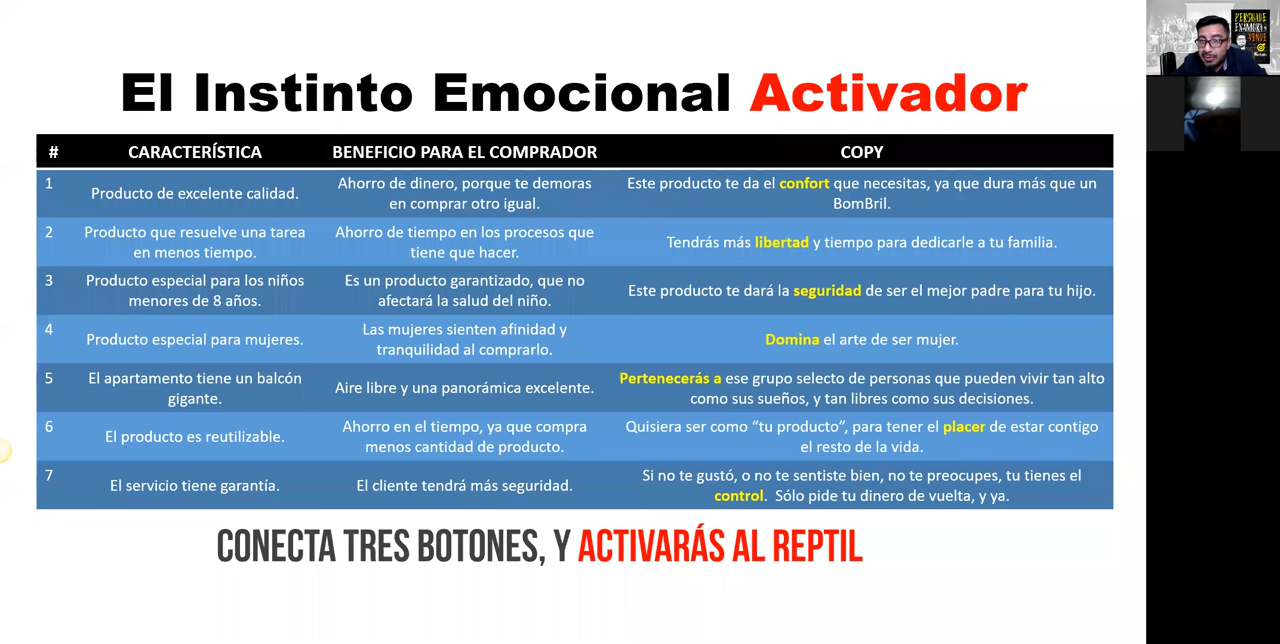 El Instinto Emocional Activador
# CARACTERÍSTICA BENEFICIO PARA EL COMPRADOR COPY
1 Producto de excelente calidad. Ahorro de dinero, porque te demoras en comprar otro igual. Este producto te da el confort que necesitas, ya que dura más que un BomBril.
2 Producto que resuelve una tarea en menos tiempo. Ahorro de tiempo en los procesos que tiene que hacer. Tendrás más libertad y tiempo para dedicarle a tu familia.
3 Producto especial para los niños menores de 8 años. Es un producto garantizado, que no afectará la salud del niño. Este producto te dará la seguridad de ser el mejor padre para tu hijo.
4 Producto especial para mujeres. Las mujeres sienten afinidad y tranquilidad al comprarlo. Domina el arte de ser mujer.
5 El apartamento tiene un balcón gigante. Aire libre y una panorámica excelente. Pertenecerás a ese grupo selecto de personas que pueden vivir tan alto como sus sueños, y tan libres como sus decisiones.
6 El producto es reutilizable. Ahorro en el tiempo, ya que compra menos cantidad de producto. Quisiera ser como “tu producto”, para tener el placer de estar contigo el resto de la vida.
7 El servicio tiene garantía. El cliente tendrá más seguridad. Si no te gustó, o no te sentiste bien, no te preocupes, tu tienes el control. Sólo pide tu dinero de vuelta, y ya.
CONECTA TRES BOTONES, Y ACTIVARÁS AL REPTIL
PERSUADE
ENAMORA Y
VENDE